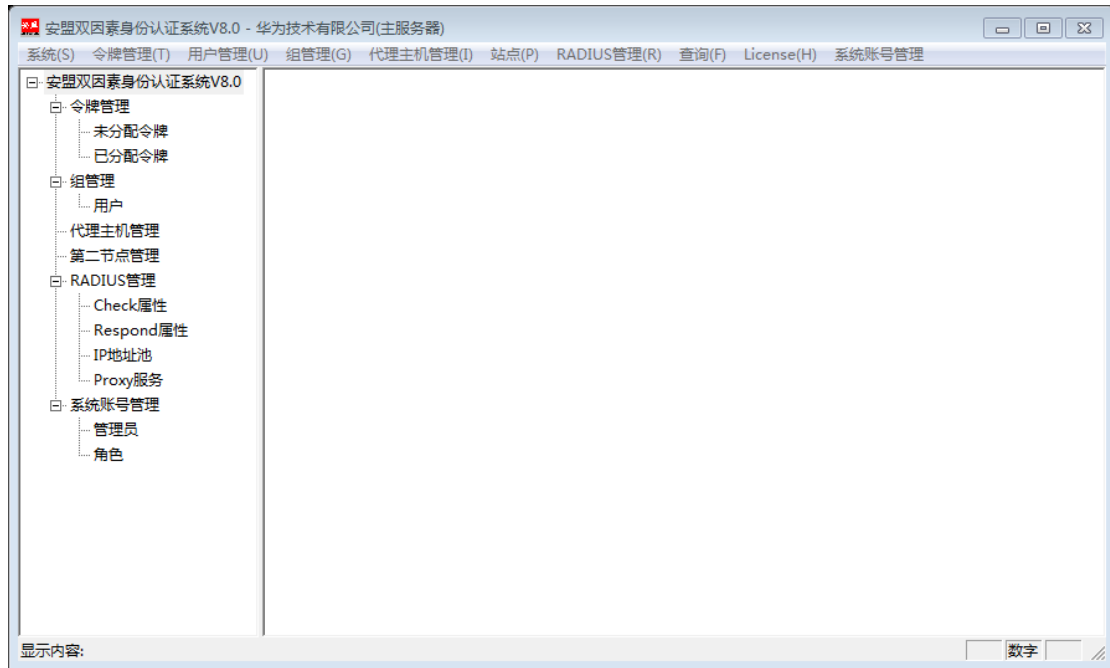 安盟双因素身份认证系统V8.0 - 华为技术有限公司(主服务器)
系统(S) 令牌管理(T) 用户管理(U) 组管理(G) 代理主机管理(I) 站点(P) RADIUS管理(R) 查询(F) License(H) 系统账号管理
安盟双因素身份认证系统V8.0
令牌管理
未分配令牌
已分配令牌
组管理
用户
代理主机管理
第二节点管理
RADIUS管理
Check属性
Respond属性
IP地址池
Proxy服务
系统账号管理
管理员
角色
显示内容: 数字